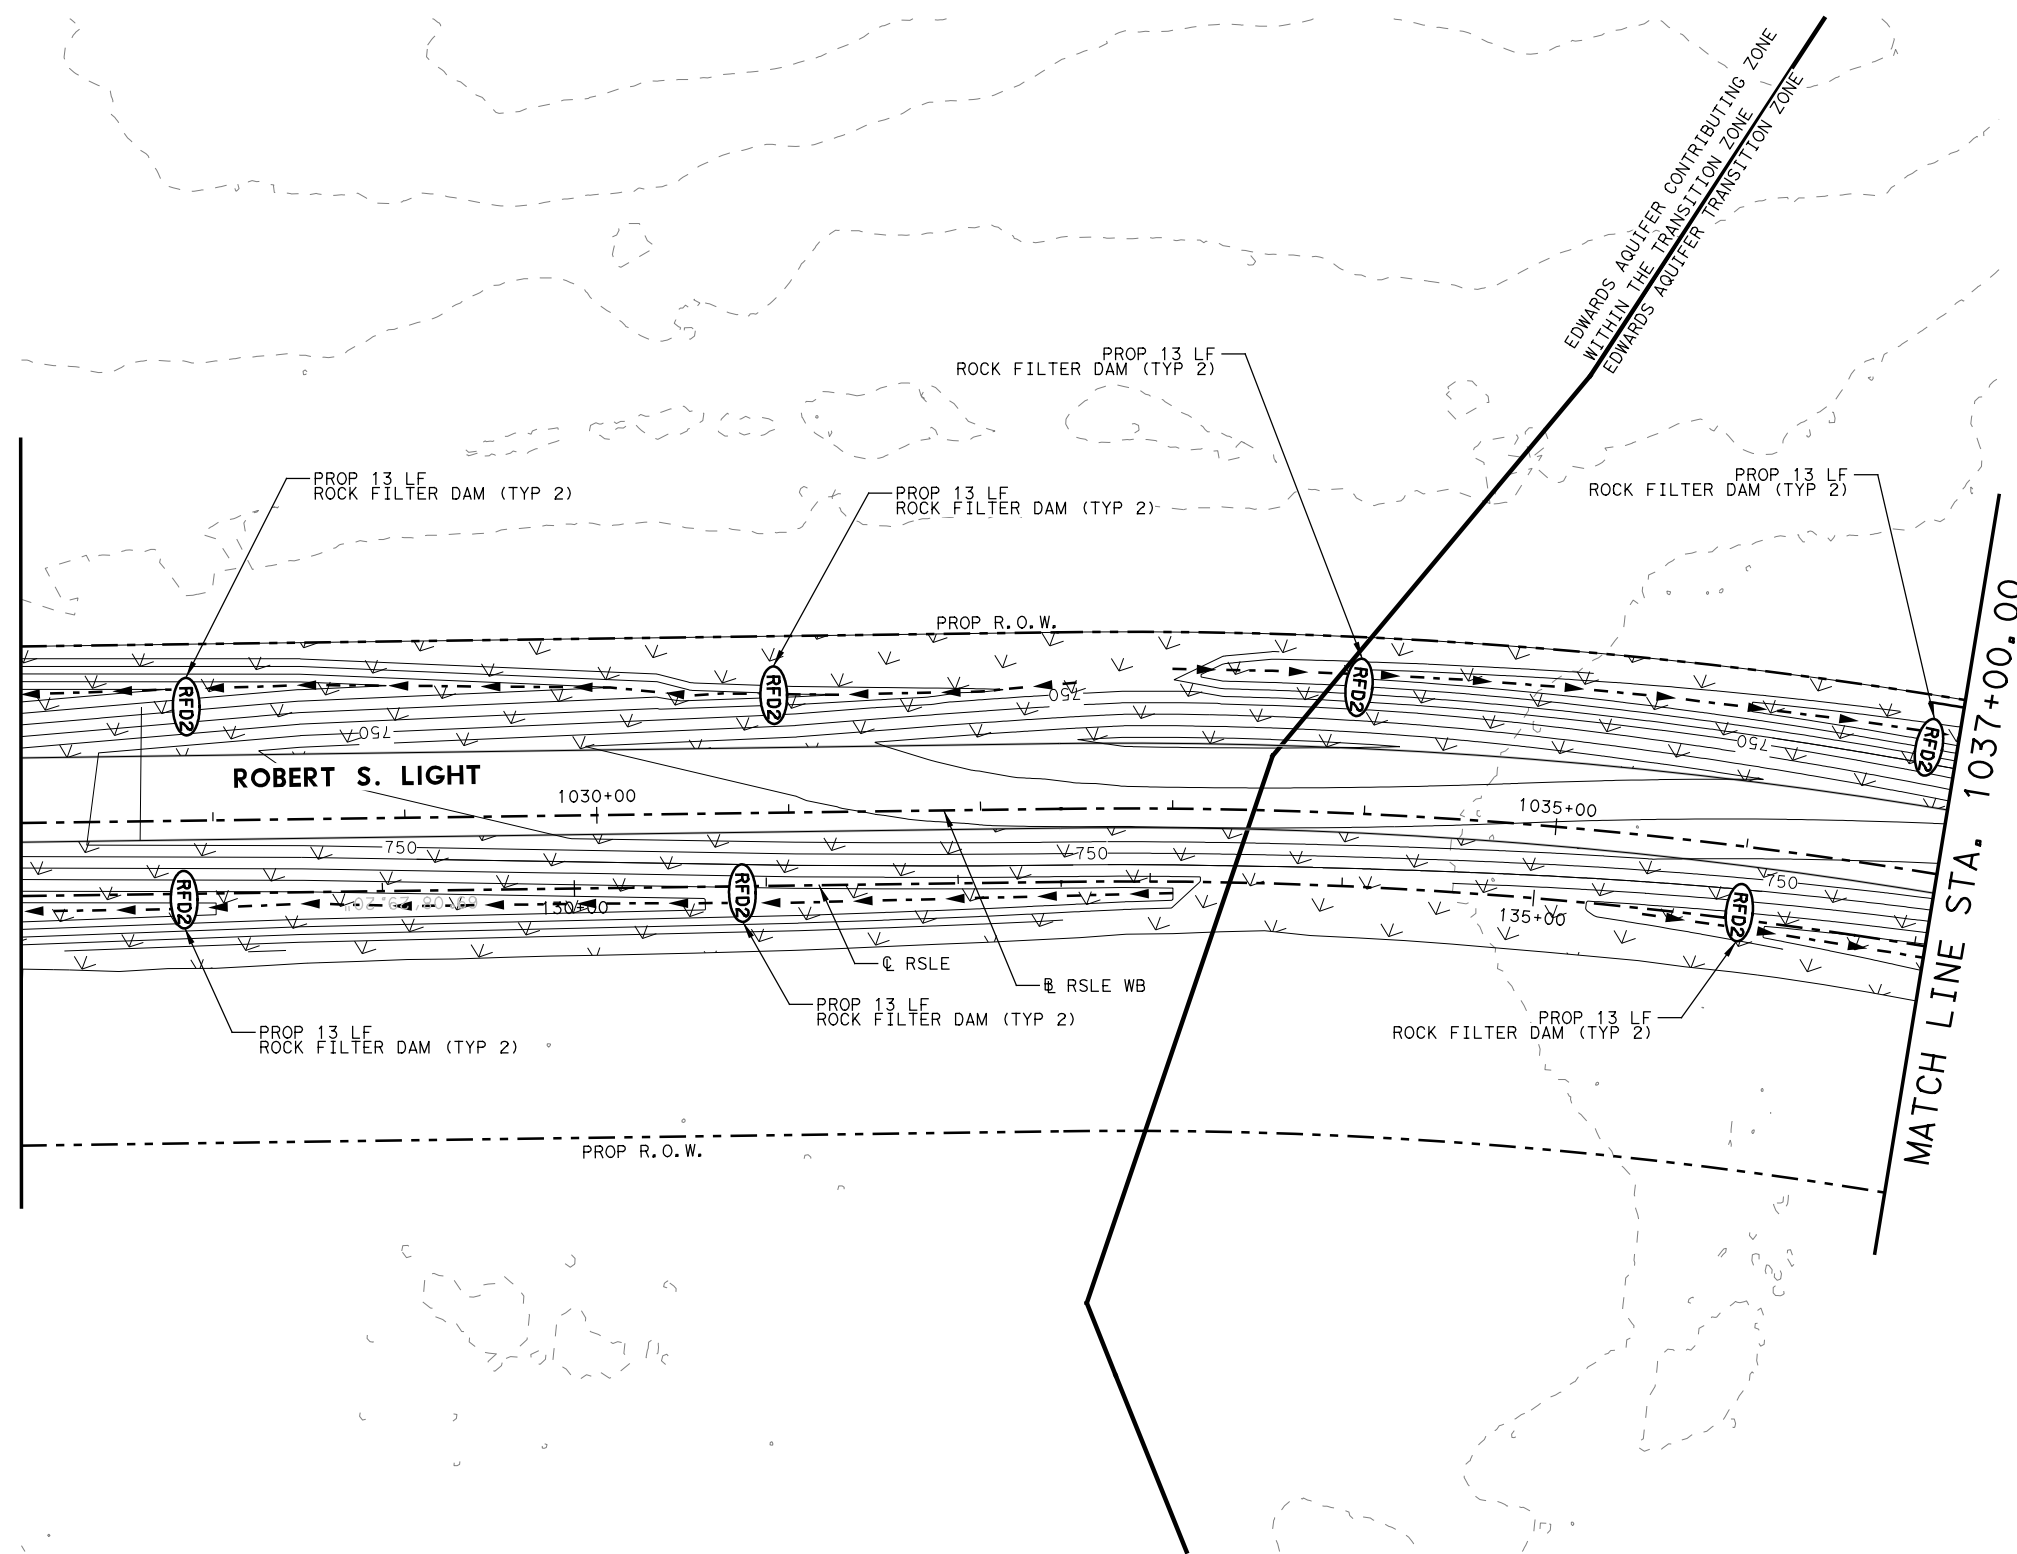 EDWARDS AQUIFER CONTRIBUTING ZONE
WITHIN THE TRANSITION ZONE
EDWARDS AQUIFER TRANSITION ZONE
PROP 13 LF
ROCK FILTER DAM (TYP 2)
PROP 13 LF
ROCK FILTER DAM (TYP 2)
PROP 13 LF
ROCK FILTER DAM (TYP 2)
PROP 13 LF
ROCK FILTER DAM (TYP 2)
PROP R.O.W.
RFD2
RFD2
RFD2
RFD2
750
750
750
ROBERT S. LIGHT
1030+00
1035+00
750
750
750
RFD2
RFD2
RFD2
130+00
135+00
℄ RSLE
B̲L RSLE WB
PROP 13 LF
ROCK FILTER DAM (TYP 2)
PROP 13 LF
ROCK FILTER DAM (TYP 2)
PROP 13 LF
ROCK FILTER DAM (TYP 2)
PROP R.O.W.
MATCH LINE STA. 1037+00.00